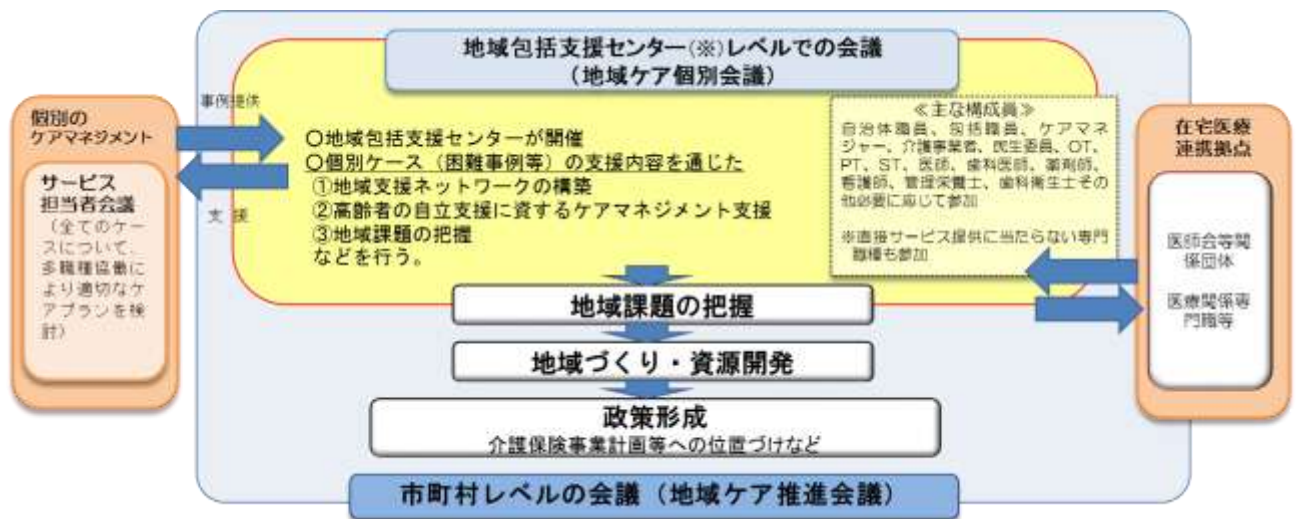 地域包括支援センター(※)レベルでの会議
(地域ケア個別会議)
事例提供
支 援
個別の
ケアマネジメント
サービス
担当者会議
(全てのケー
スについて、
多職種協働に
より適切なケ
アプランを検
討)
〇地域包括支援センターが開催
〇個別ケース(困難事例等)の支援内容を通じた
①地域支援ネットワークの構築
②高齢者の自立支援に資するケアマネジメント支援
③地域課題の把握
などを行う。
≪主な構成員≫
自治体職員、包括職員、ケアマネ
ジャー、介護事業者、民生委員、OT、
PT、ST、医師、歯科医師、薬剤師、
看護師、管理栄養士、歯科衛生士その
他必要に応じて参加
※直接サービス提供に当たらない専門
職種も参加
在宅医療
連携拠点
医師会等関
係団体
医療関係専
門職等
地域課題の把握
地域づくり・資源開発
政策形成
介護保険事業計画等への位置づけなど
市町村レベルの会議(地域ケア推進会議)